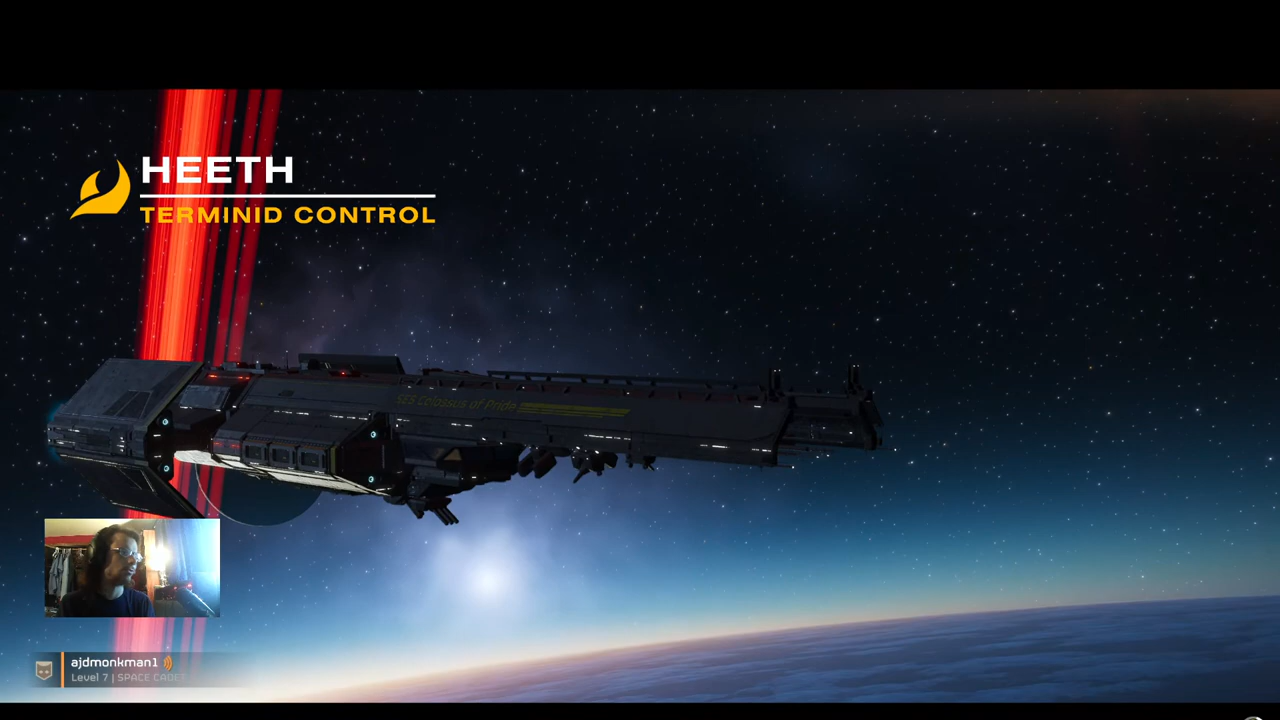 HEETH
TERMINID CONTROL
SES Colossus of Pride
ajdmonkman1
Level 7 | SPACE CADET